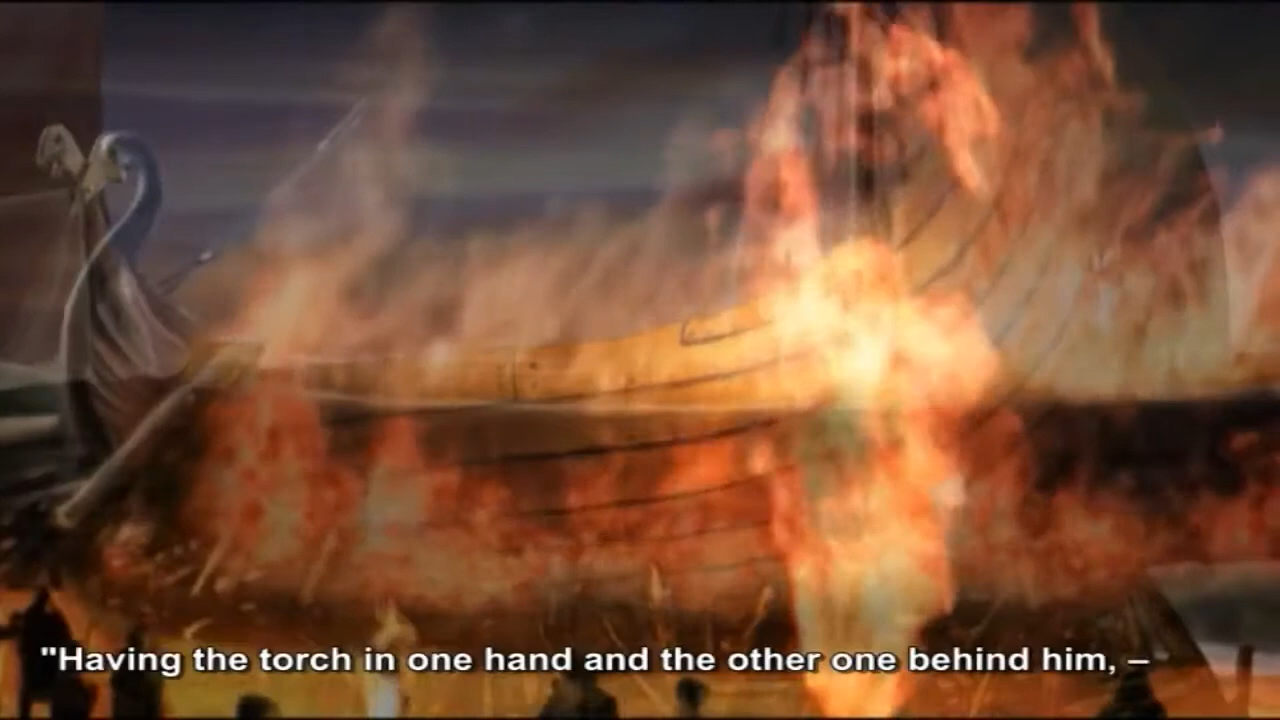 "Having the torch in one hand and the other one behind him, –